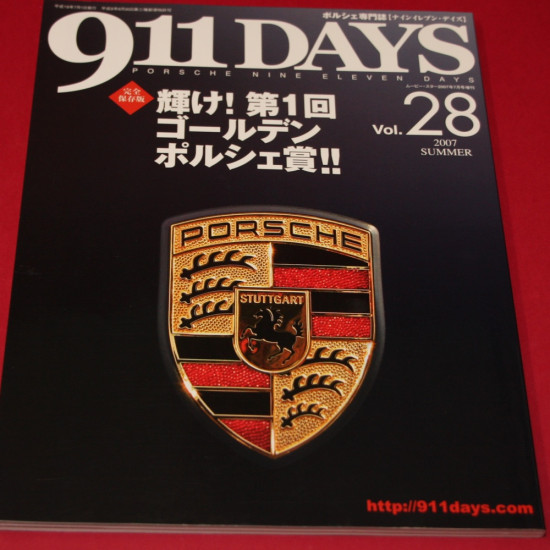 ポルシェ専門誌【ナインイレブン・デイズ】
911 DAYS
PORSCHE NINE ELEVEN DAYS
完全
保存版
輝け!第1回
ゴールデン
ポルシェ賞!!
Vol.28
2007
SUMMER
PORSCHE
STUTTGART
http://911days.com